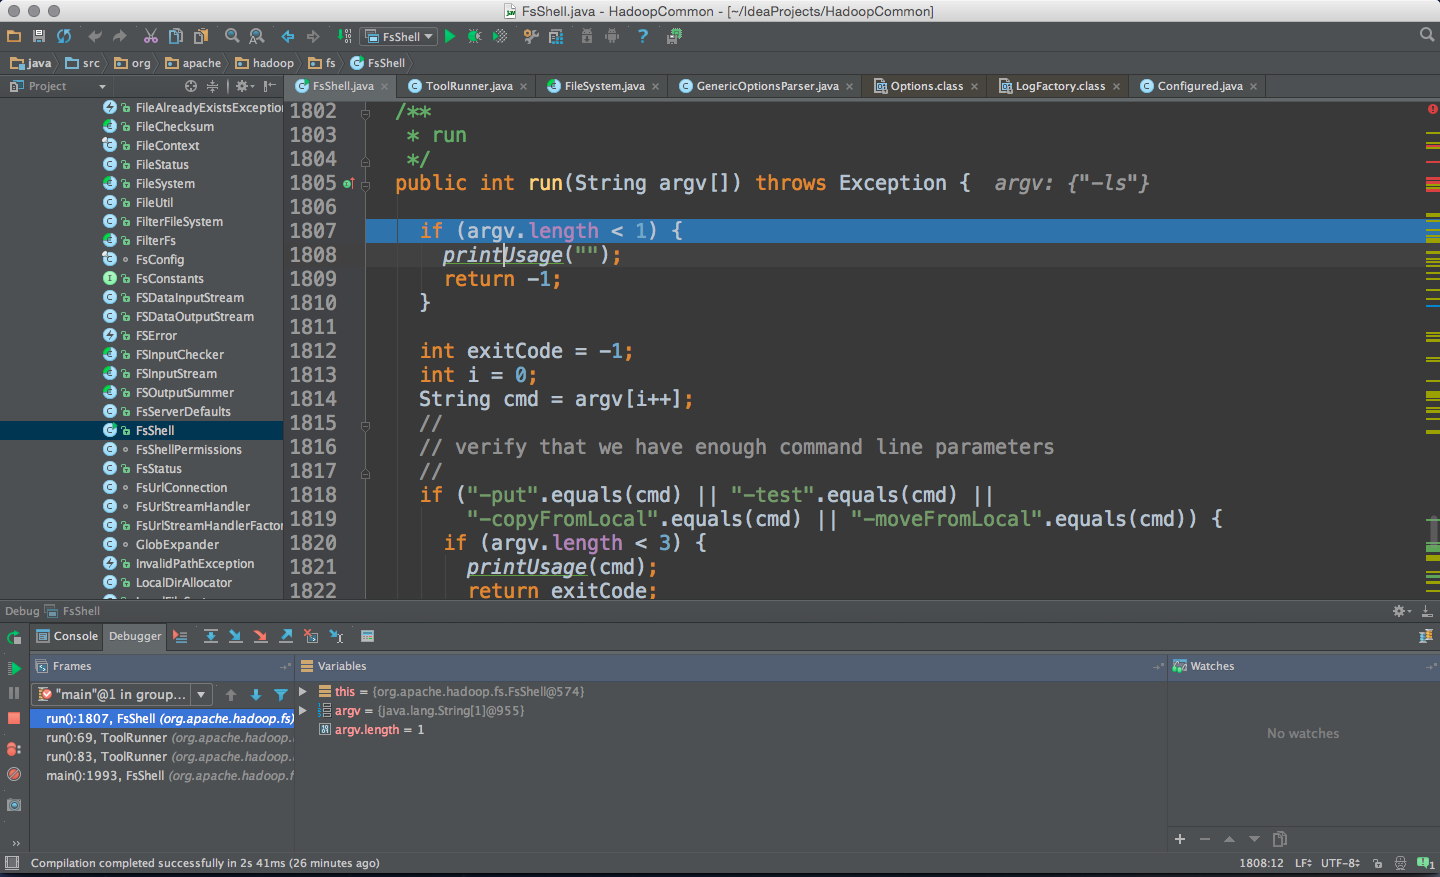 FsShell.java - HadoopCommon - [~/IdeaProjects/HadoopCommon]
FsShell
java src org apache hadoop fs FsShell
Project
FsShell.java ToolRunner.java FileSystem.java GenericOptionsParser.java Options.class LogFactory.class Configured.java
FileAlreadyExistsExceptio
FileChecksum
FileContext
FileStatus
FileSystem
FileUtil
FilterFileSystem
FilterFs
FsConfig
FsConstants
FSDataInputStream
FSDataOutputStream
FSError
FSInputChecker
FSInputStream
FSOutputSummer
FsServerDefaults
FsShell
FsShellPermissions
FsStatus
FsUrlConnection
FsUrlStreamHandler
FsUrlStreamHandlerFactor
GlobExpander
InvalidPathException
LocalDirAllocator
1802 /**
1803 * run
1804 */
1805 public int run(String argv[]) throws Exception { argv: {"-ls"}
1806
1807 if (argv.length < 1) {
1808 printUsage("");
1809 return -1;
1810 }
1811
1812 int exitCode = -1;
1813 int i = 0;
1814 String cmd = argv[i++];
1815 //
1816 // verify that we have enough command line parameters
1817 //
1818 if ("-put".equals(cmd) || "-test".equals(cmd) ||
1819 "-copyFromLocal".equals(cmd) || "-moveFromLocal".equals(cmd)) {
1820 if (argv.length < 3) {
1821 printUsage(cmd);
1822 return exitCode;
Debug FsShell
Console Debugger
Frames
"main"@1 in group...
run():1807, FsShell (org.apache.hadoop.fs)
run():69, ToolRunner (org.apache.hadoop.
run():83, ToolRunner (org.apache.hadoop.
main():1993, FsShell (org.apache.hadoop.f
Variables
this = {org.apache.hadoop.fs.FsShell@574}
argv = {java.lang.String[1]@955}
argv.length = 1
Watches
No watches
Compilation completed successfully in 2s 41ms (26 minutes ago)
1808:12 LF UTF-8 1